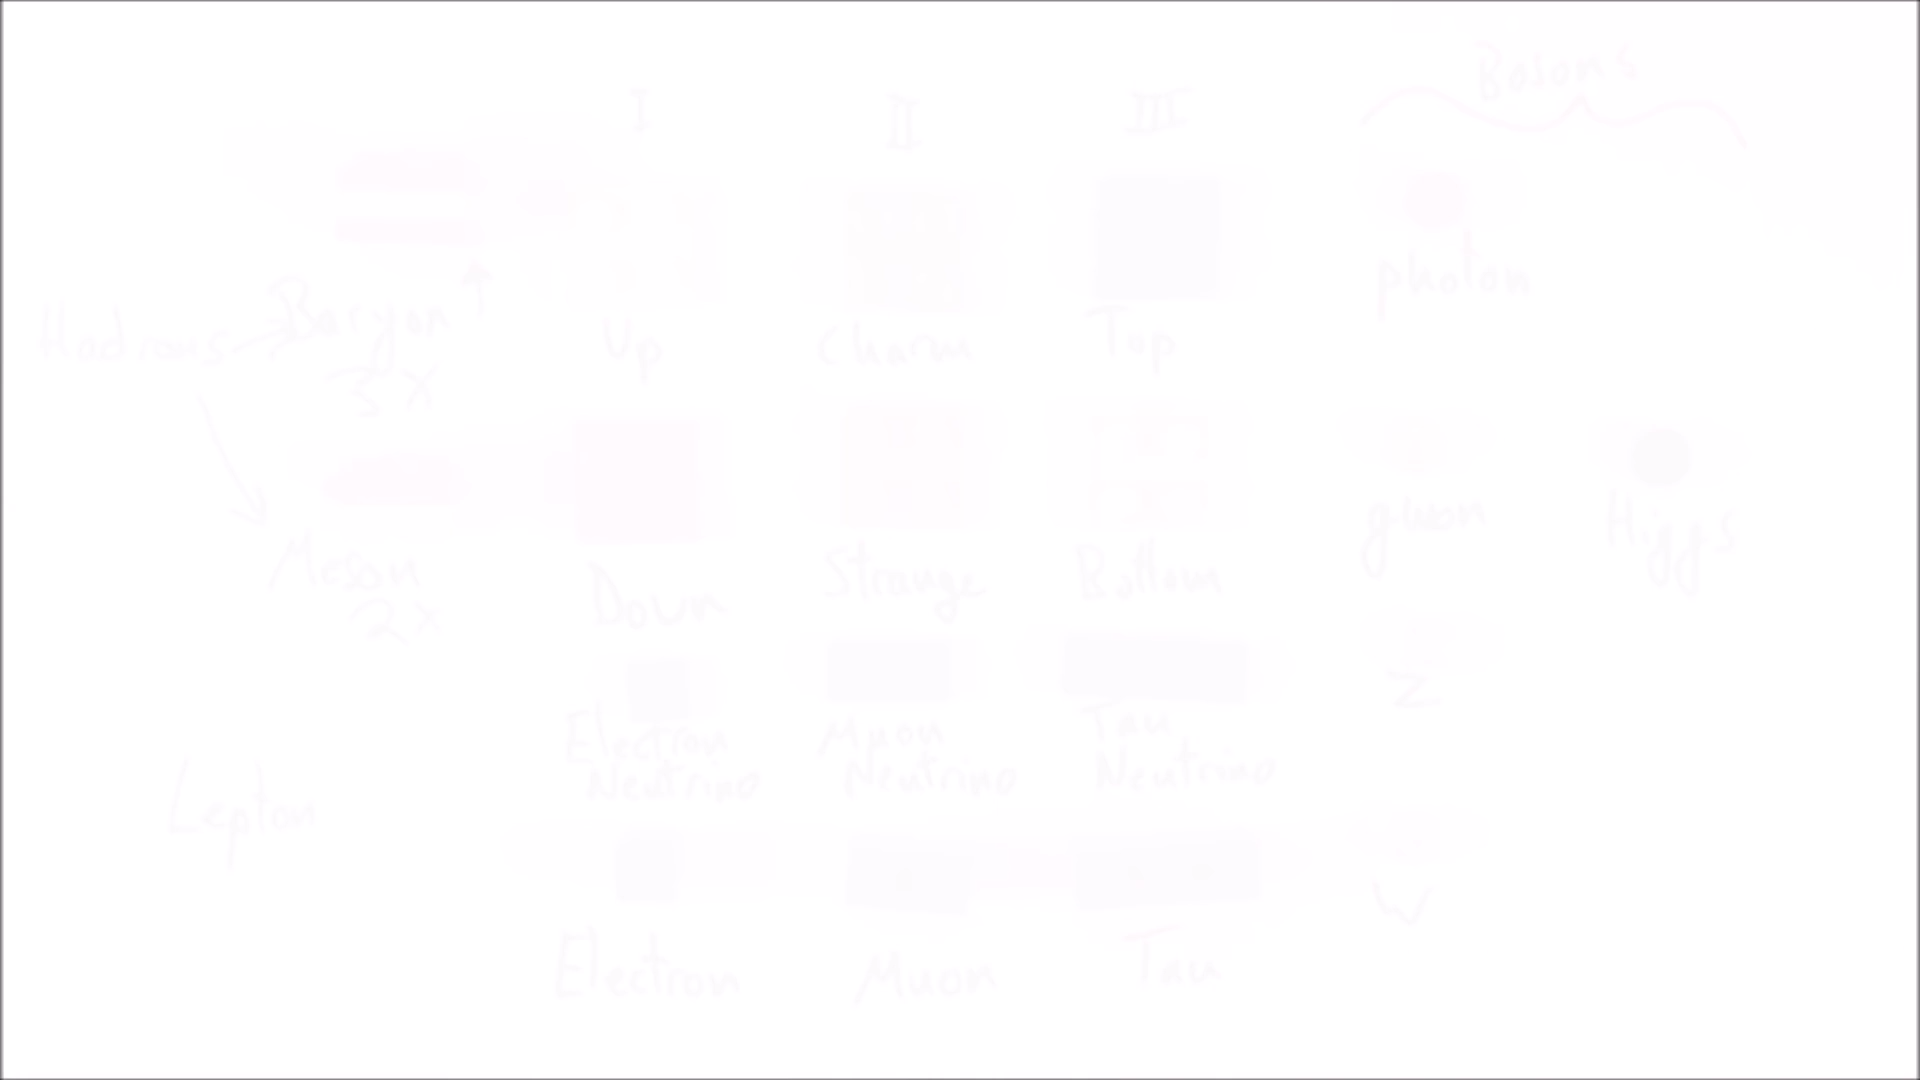 Bosons
I II III
photon
Hadrons Baryon Up Charm Top
3x
gluon Higgs
Meson Down Strange Bottom
2x
Z
Electron Neutrino
Muon Neutrino
Tau Neutrino
Lepton
W
Electron Muon Tau